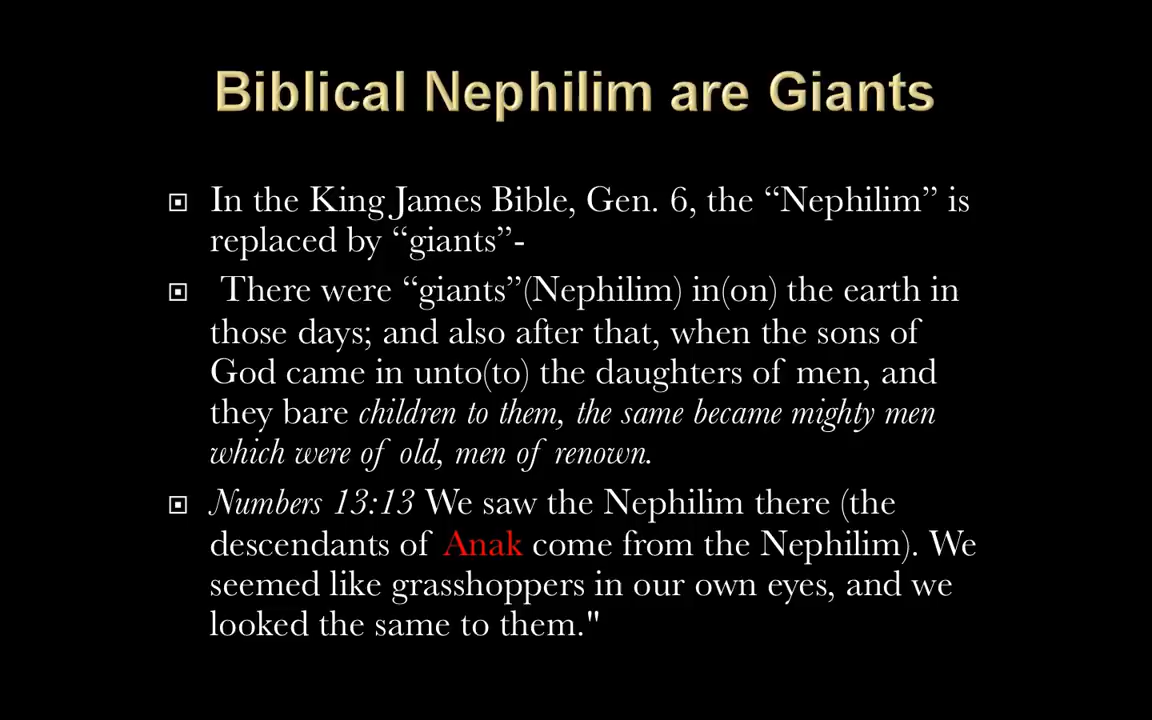 Biblical Nephilim are Giants
In the King James Bible, Gen. 6, the “Nephilim” is
replaced by “giants”-
There were “giants”(Nephilim) in(on) the earth in
those days; and also after that, when the sons of
God came in unto(to) the daughters of men, and
they bare children to them, the same became mighty men
which were of old, men of renown.
Numbers 13:13 We saw the Nephilim there (the
descendants of Anak come from the Nephilim). We
seemed like grasshoppers in our own eyes, and we
looked the same to them."